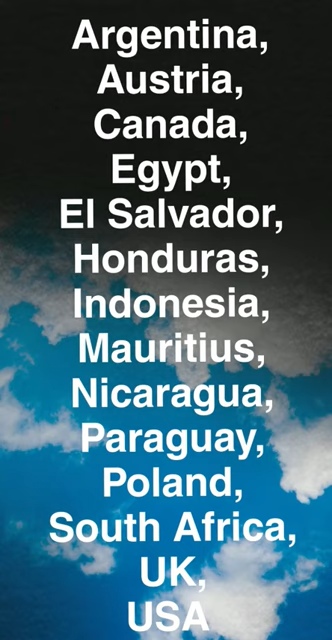 Argentina,
Austria,
Canada,
Egypt,
El Salvador,
Honduras,
Indonesia,
Mauritius,
Nicaragua,
Paraguay,
Poland,
South Africa,
UK,
USA